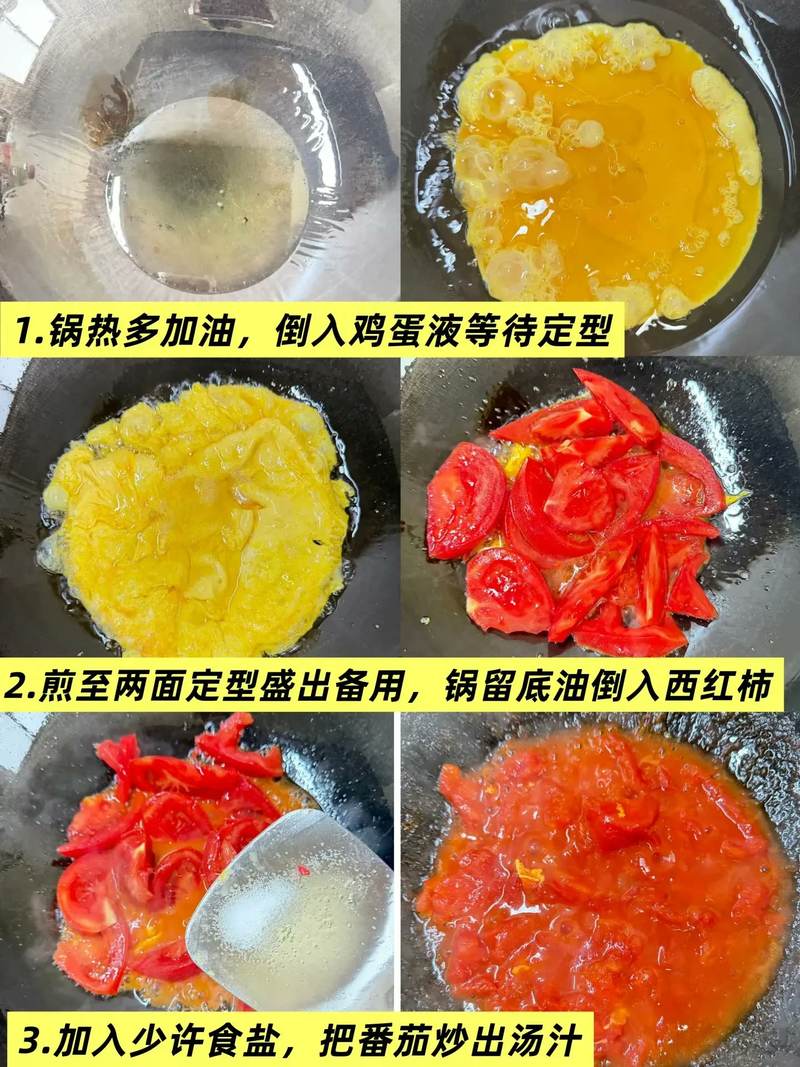 1.锅热多加油，倒入鸡蛋液等待定型
2.煎至两面定型盛出备用，锅留底油倒入西红柿
3.加入少许食盐，把番茄炒出汤汁